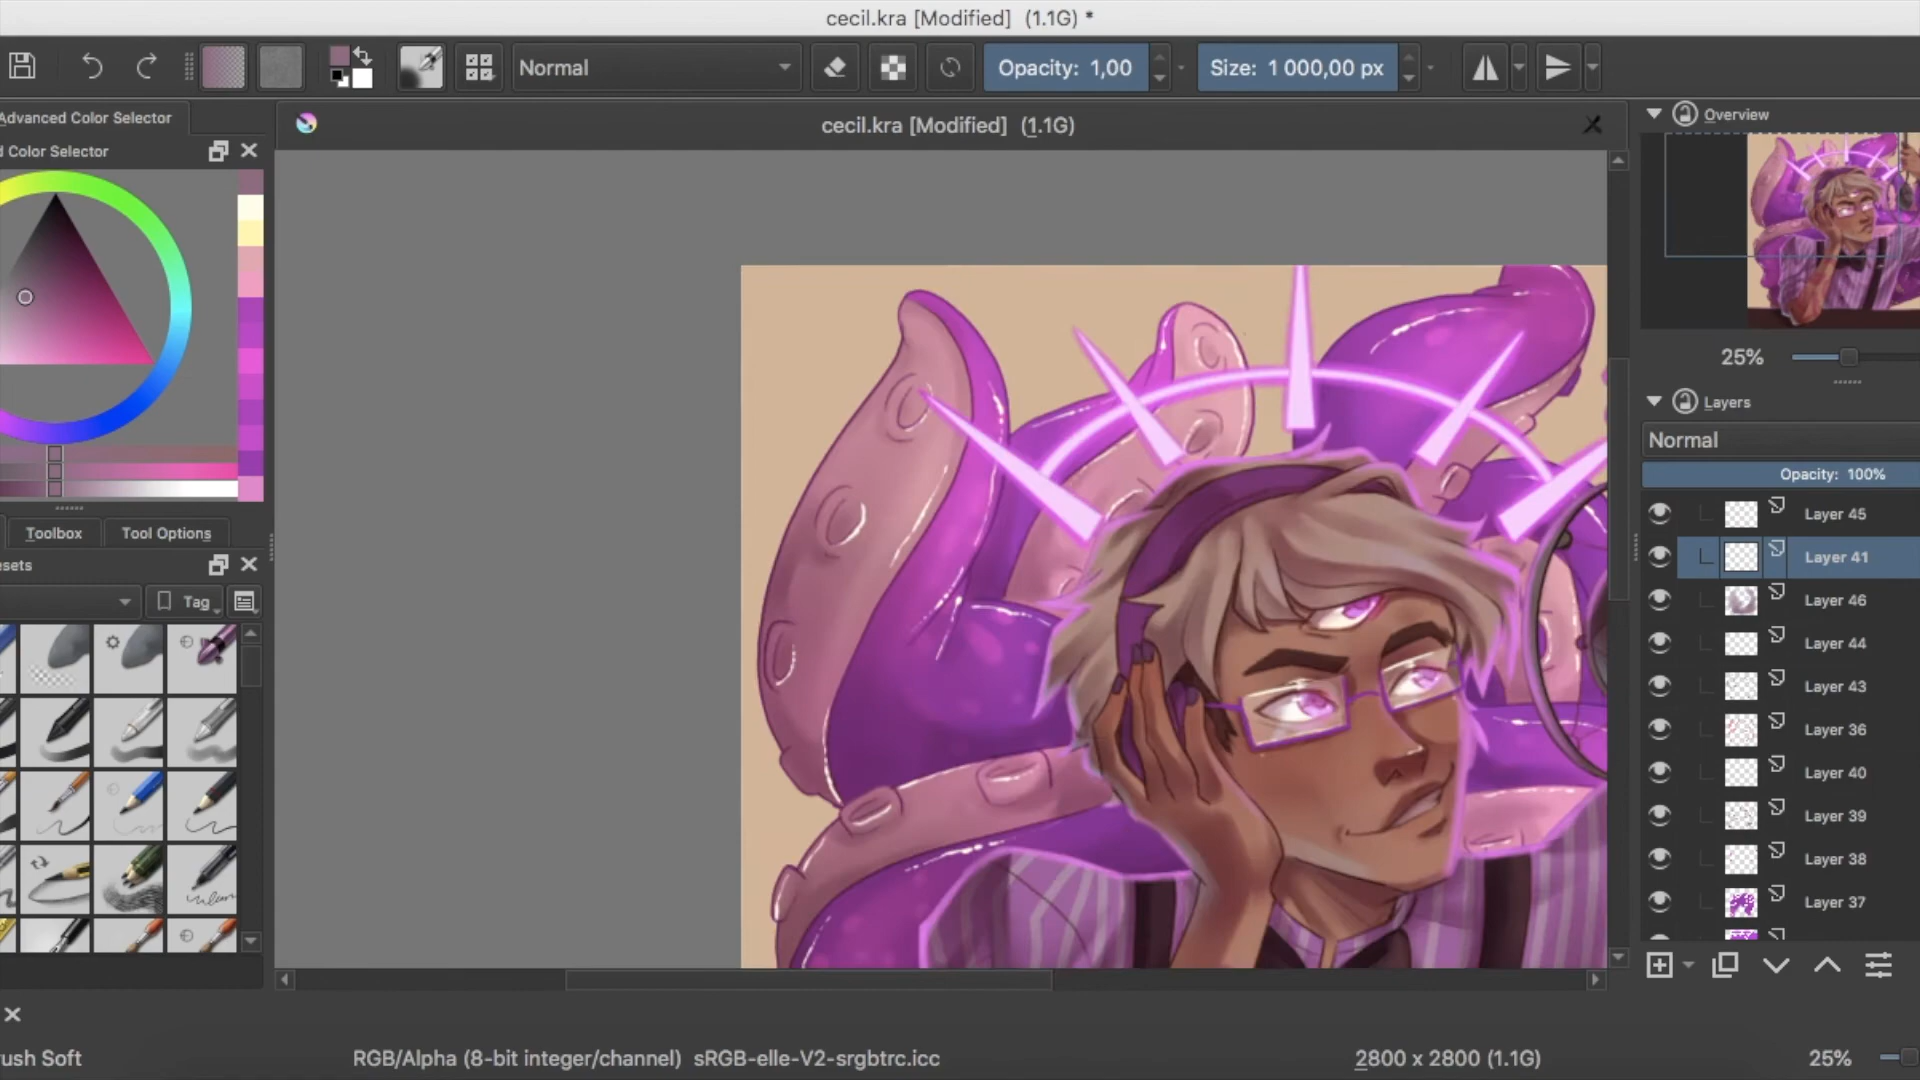 cecil.kra [Modified] (1.1G) *
Normal
Opacity: 1,00
Size: 1 000,00 px
Advanced Color Selector
cecil.kra [Modified] (1.1G)
Overview
d Color Selector
25%
Layers
Normal
Opacity: 100%
Layer 45
Toolbox
Tool Options
Layer 41
esets
Tag
Layer 46
Layer 44
Layer 43
Layer 36
Layer 40
Layer 39
Layer 38
Layer 37
rush Soft
RGB/Alpha (8-bit integer/channel) sRGB-elle-V2-srgbtrc.icc
2800 x 2800 (1.1G)
25%